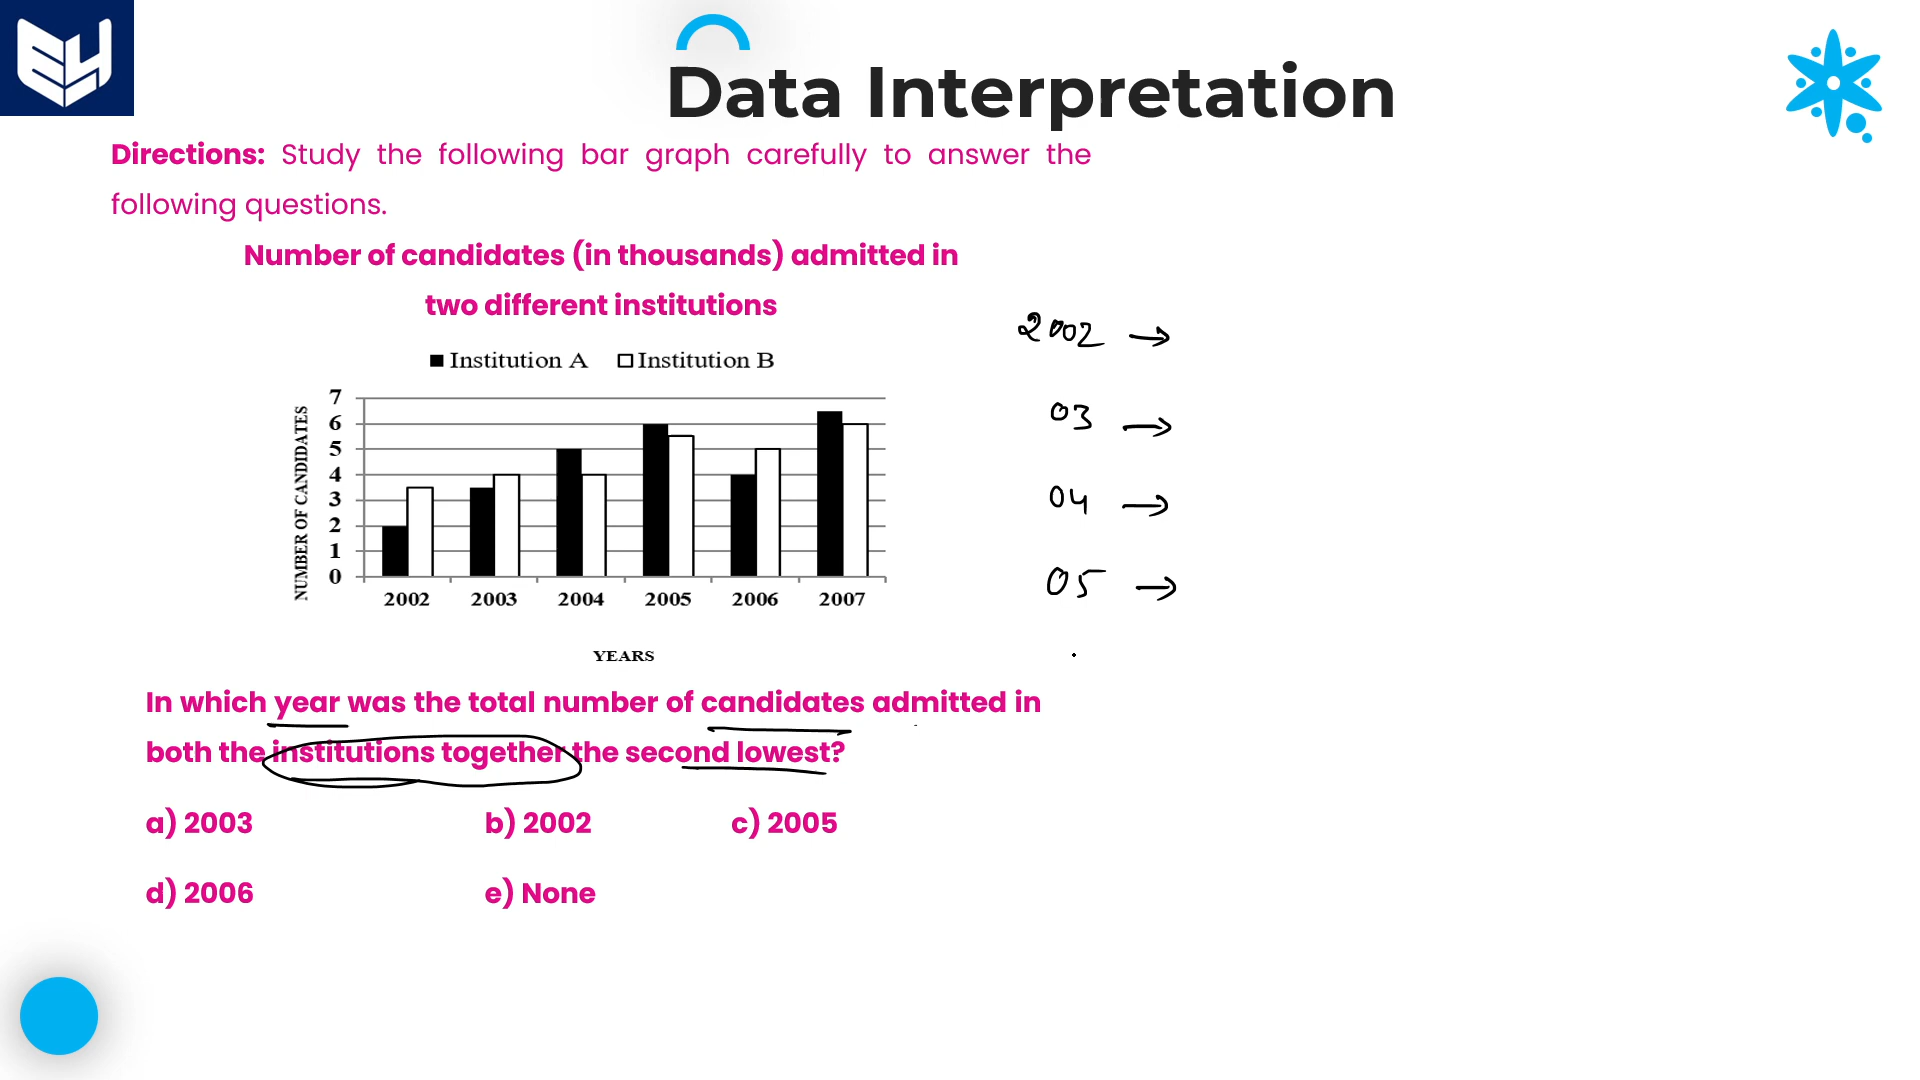 Data Interpretation
Directions: Study the following bar graph carefully to answer the
following questions.
Number of candidates (in thousands) admitted in
two different institutions
Institution A Institution B
NUMBER OF CANDIDATES
7
6
5
4
3
2
1
0
2002 2003 2004 2005 2006 2007
YEARS
2002 →
03 →
04 →
05 →
In which year was the total number of candidates admitted in
both the institutions together the second lowest?
a) 2003 b) 2002 c) 2005
d) 2006 e) None